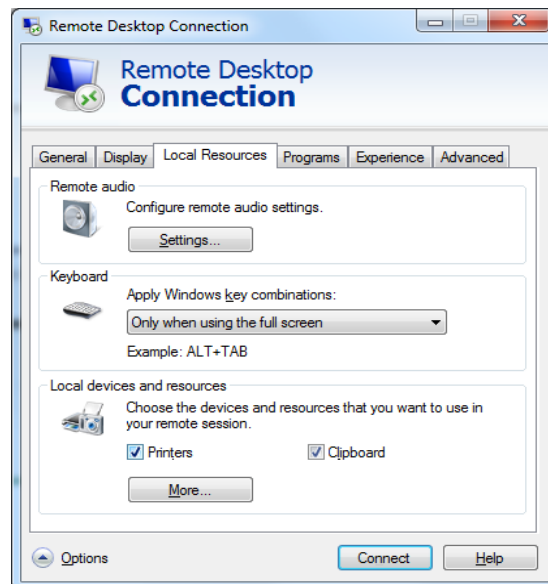 Remote Desktop Connection
Remote Desktop
Connection
General Display Local Resources Programs Experience Advanced
Remote audio
Configure remote audio settings.
Settings...
Keyboard
Apply Windows key combinations:
Only when using the full screen
Example: ALT+TAB
Local devices and resources
Choose the devices and resources that you want to use in
your remote session.
Printers Clipboard
More...
Options Connect Help